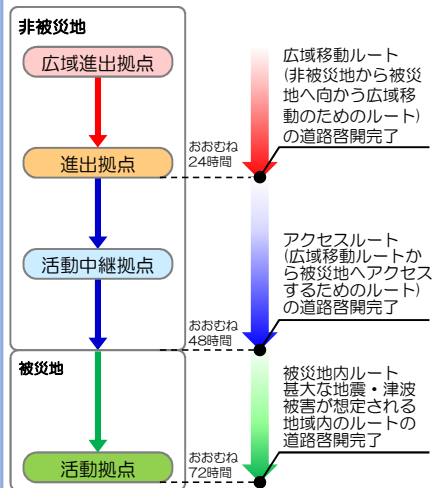 非被災地
広域進出拠点
進出拠点
活動中継拠点
被災地
活動拠点
おおむね
24時間
おおむね
48時間
おおむね
72時間
広域移動ルート
(非被災地から被災
地へ向かう広域移
動のためのルート)
の道路啓開完了
アクセスルート
(広域移動ルートか
ら被災地へアクセス
するためのルート)
の道路啓開完了
被災地内ルート
甚大な地震・津波
被害が想定される
地域内のルートの
道路啓開完了